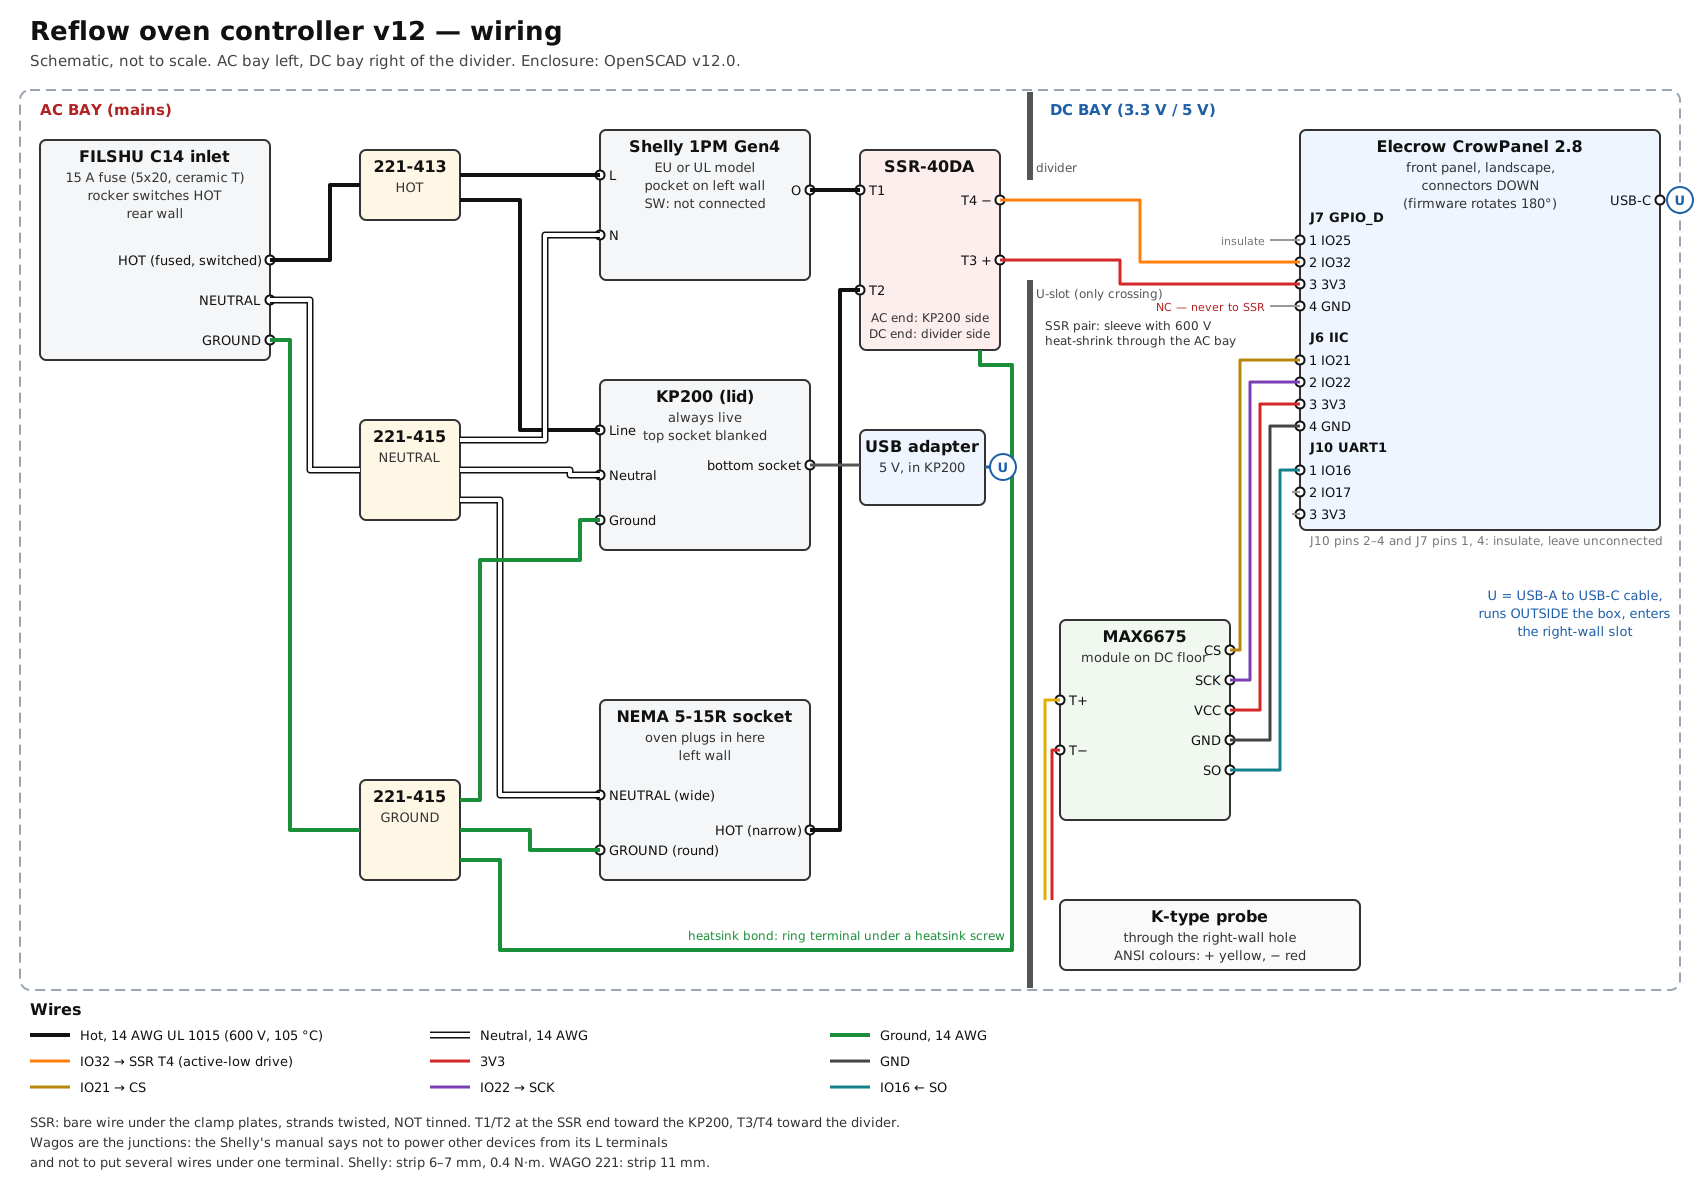 Reflow oven controller v12 — wiring
Schematic, not to scale. AC bay left, DC bay right of the divider. Enclosure: OpenSCAD v12.0.
AC BAY (mains)
DC BAY (3.3 V / 5 V)
FILSHU C14 inlet
15 A fuse (5x20, ceramic T)
rocker switches HOT
rear wall
HOT (fused, switched)
NEUTRAL
GROUND
221-413
HOT
221-415
NEUTRAL
221-415
GROUND
Shelly 1PM Gen4
EU or UL model
pocket on left wall
SW: not connected
L
N
O
KP200 (lid)
always live
top socket blanked
Line
Neutral
Ground
bottom socket
NEMA 5-15R socket
oven plugs in here
left wall
NEUTRAL (wide)
HOT (narrow)
GROUND (round)
SSR-40DA
T1
T4 −
T3 +
T2
AC end: KP200 side
DC end: divider side
USB adapter
5 V, in KP200
U
heatsink bond: ring terminal under a heatsink screw
divider
U-slot (only crossing)
SSR pair: sleeve with 600 V
heat-shrink through the AC bay
insulate
NC — never to SSR
Elecrow CrowPanel 2.8
front panel, landscape,
connectors DOWN
(firmware rotates 180°)
USB-C
U
J7 GPIO_D
1 IO25
2 IO32
3 3V3
4 GND
J6 IIC
1 IO21
2 IO22
3 3V3
4 GND
J10 UART1
1 IO16
2 IO17
3 3V3
J10 pins 2–4 and J7 pins 1, 4: insulate, leave unconnected
U = USB-A to USB-C cable,
runs OUTSIDE the box, enters
the right-wall slot
MAX6675
module on DC floor
CS
SCK
VCC
GND
SO
T+
T−
K-type probe
through the right-wall hole
ANSI colours: + yellow, − red
Wires
Hot, 14 AWG UL 1015 (600 V, 105 °C)
Neutral, 14 AWG
Ground, 14 AWG
IO32 → SSR T4 (active-low drive)
3V3
GND
IO21 → CS
IO22 → SCK
IO16 ← SO
SSR: bare wire under the clamp plates, strands twisted, NOT tinned. T1/T2 at the SSR end toward the KP200, T3/T4 toward the divider.
Wagos are the junctions: the Shelly's manual says not to power other devices from its L terminals
and not to put several wires under one terminal. Shelly: strip 6–7 mm, 0.4 N·m. WAGO 221: strip 11 mm.